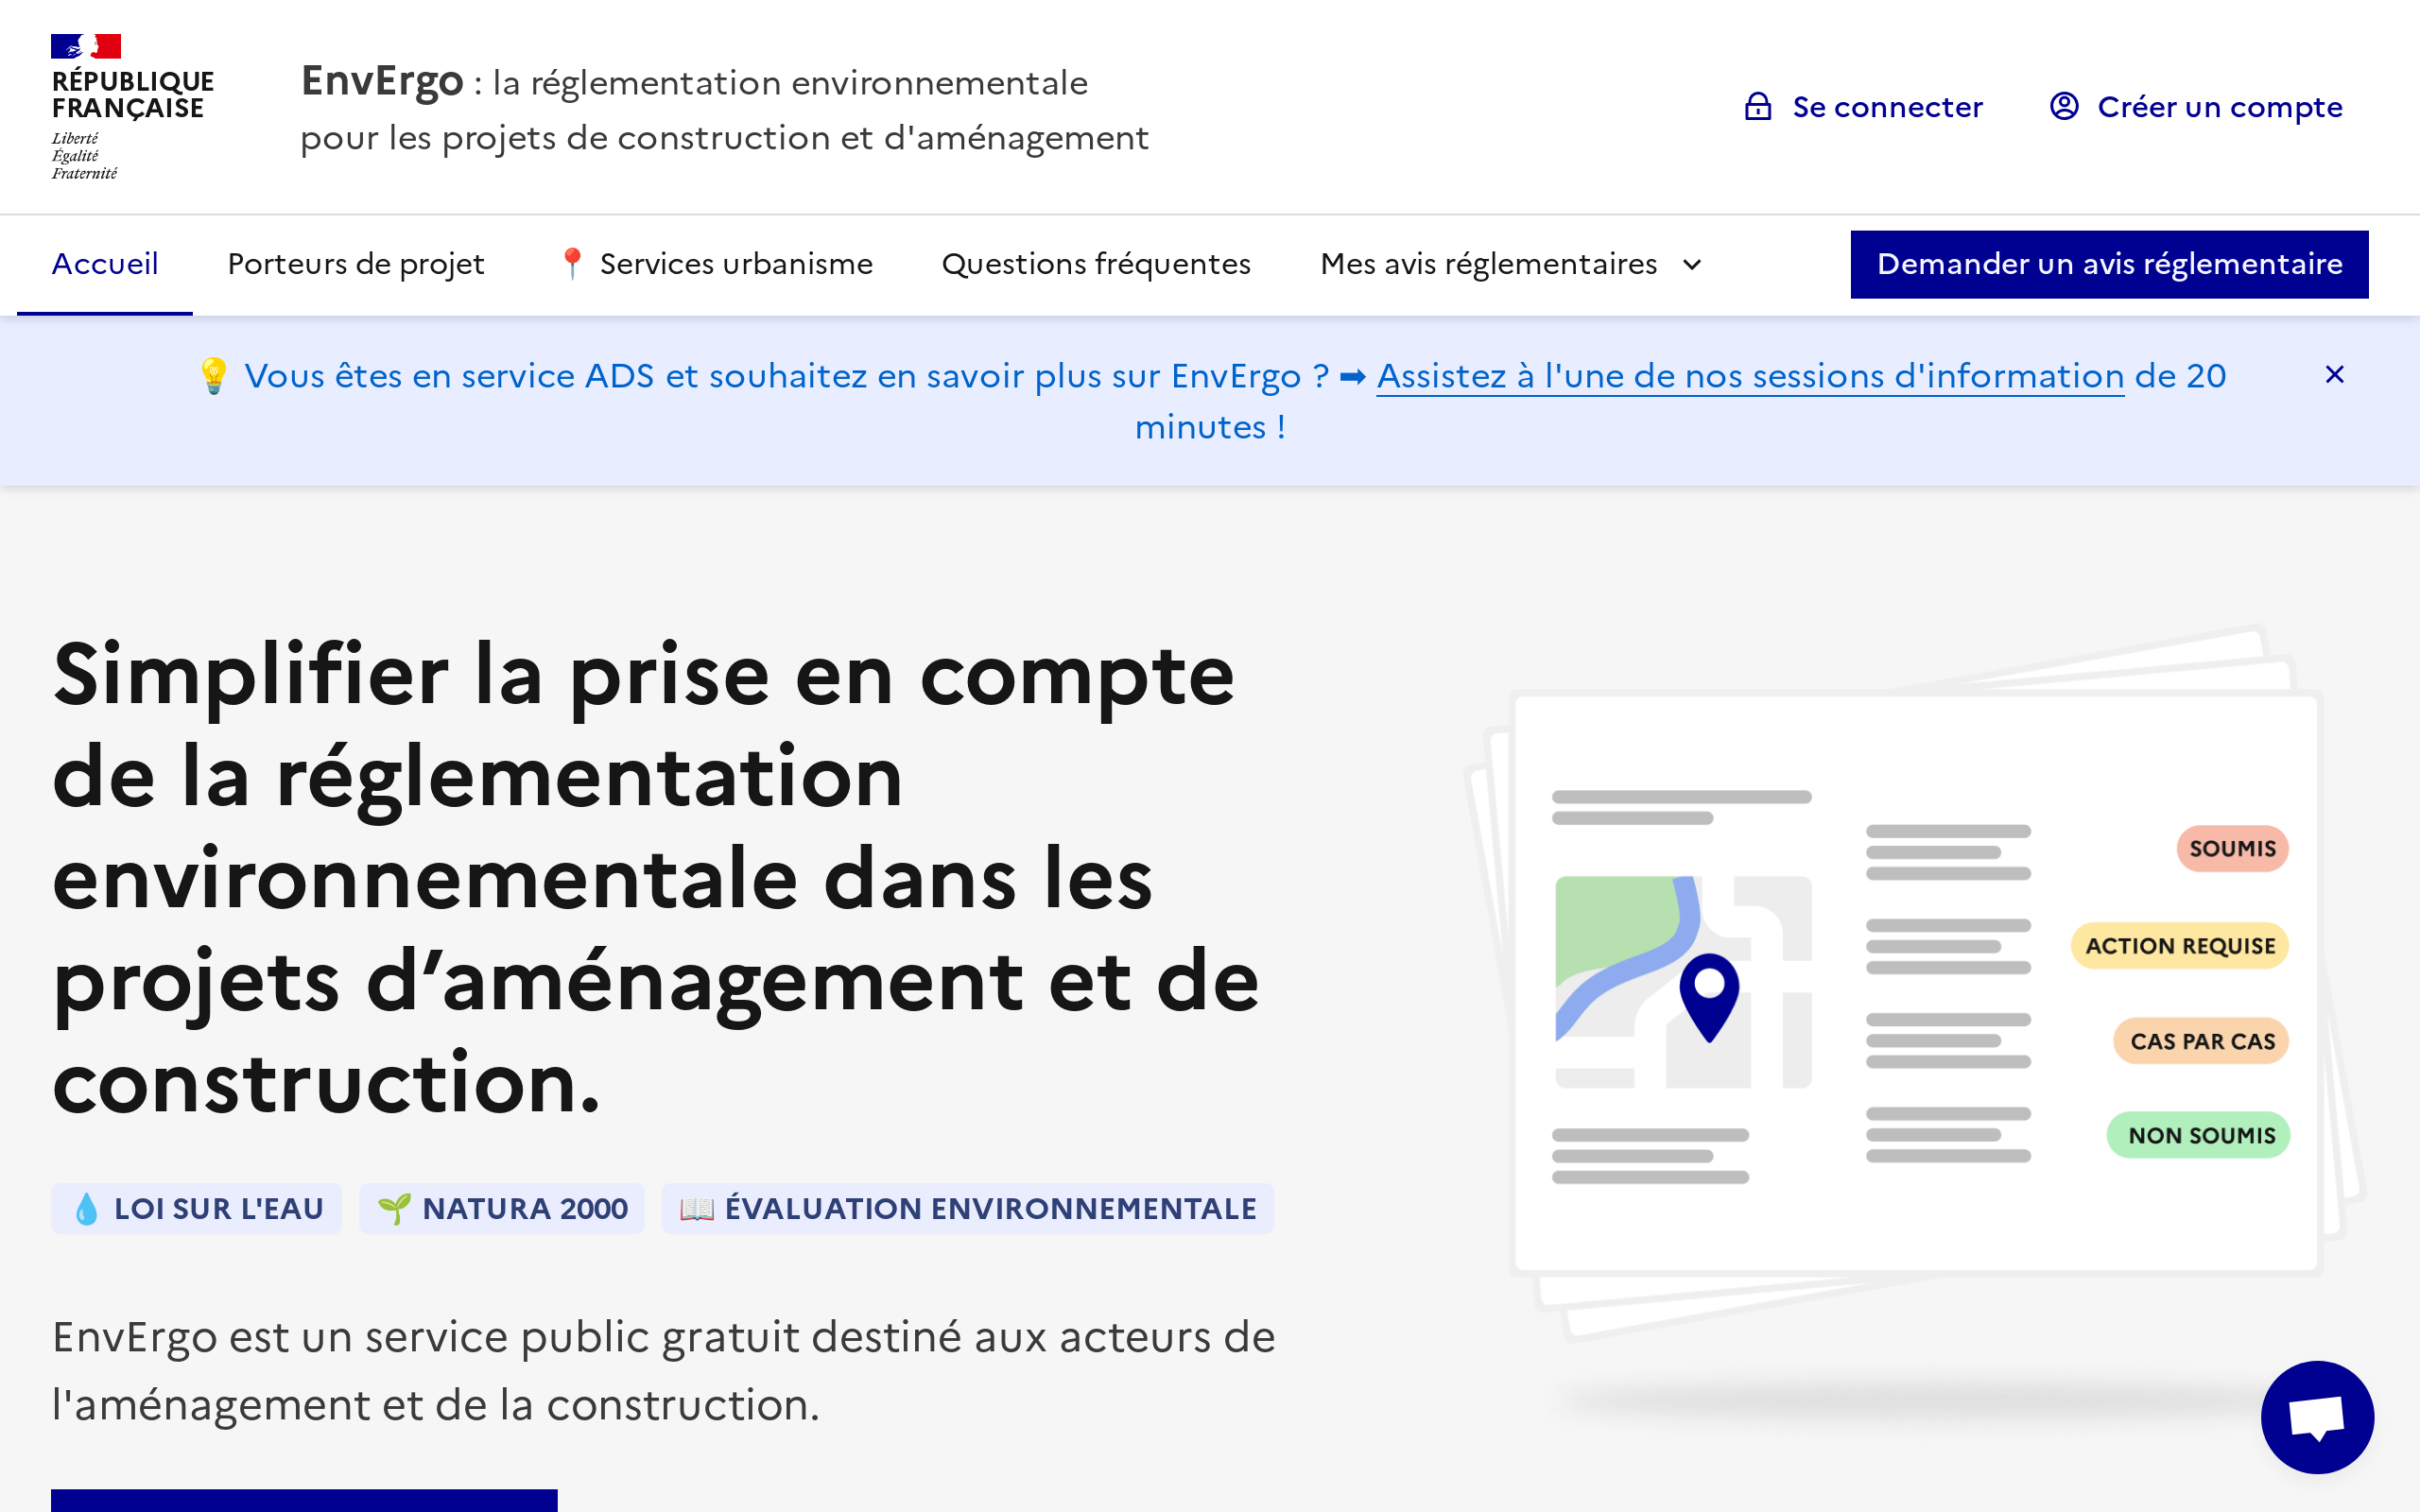 RÉPUBLIQUE
FRANÇAISE
Liberté
Égalité
Fraternité
EnvErgo : la réglementation environnementale
pour les projets de construction et d'aménagement
Se connecter
Créer un compte
Accueil
Porteurs de projet
📍 Services urbanisme
Questions fréquentes
Mes avis réglementaires
Demander un avis réglementaire
💡 Vous êtes en service ADS et souhaitez en savoir plus sur EnvErgo ? ➡ Assistez à l'une de nos sessions d'information de 20
minutes !
Simplifier la prise en compte
de la réglementation
environnementale dans les
projets d’aménagement et de
construction.
💧 LOI SUR L'EAU
🌱 NATURA 2000
📖 ÉVALUATION ENVIRONNEMENTALE
EnvErgo est un service public gratuit destiné aux acteurs de
l'aménagement et de la construction.
SOUMIS
ACTION REQUISE
CAS PAR CAS
NON SOUMIS